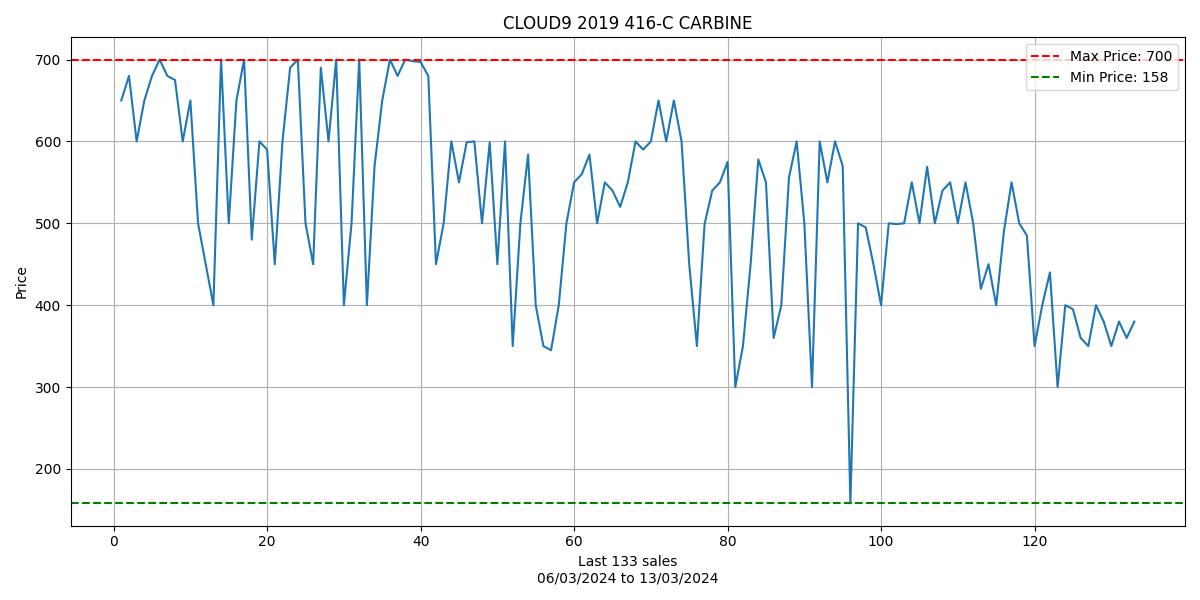 CLOUD9 2019 416-C CARBINE
Max Price: 700
Min Price: 158
Price
700
600
500
400
300
200
0 20 40 60 80 100 120
Last 133 sales
06/03/2024 to 13/03/2024